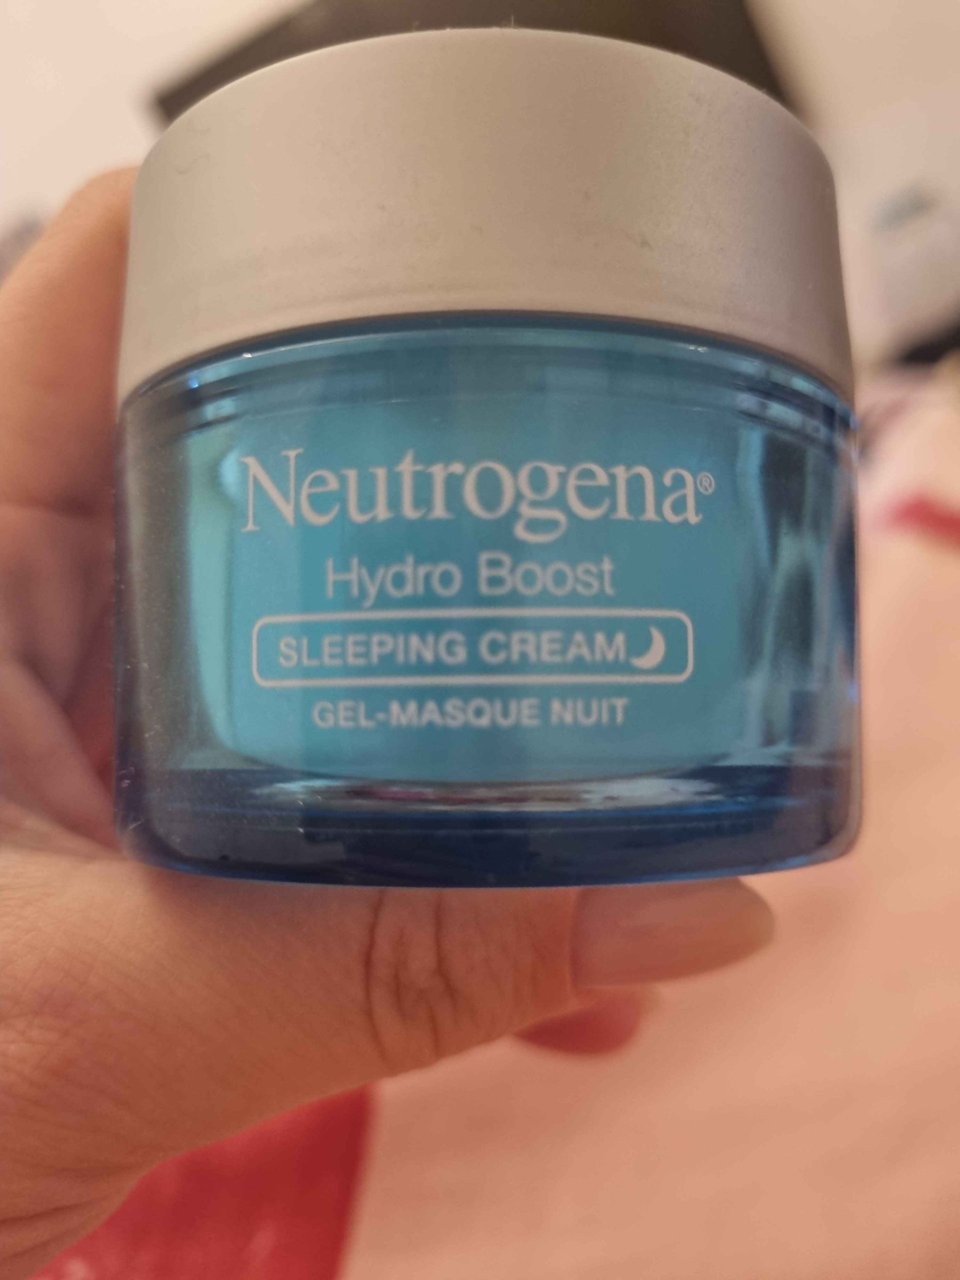 Neutrogena®
Hydro Boost
SLEEPING CREAM
GEL-MASQUE NUIT